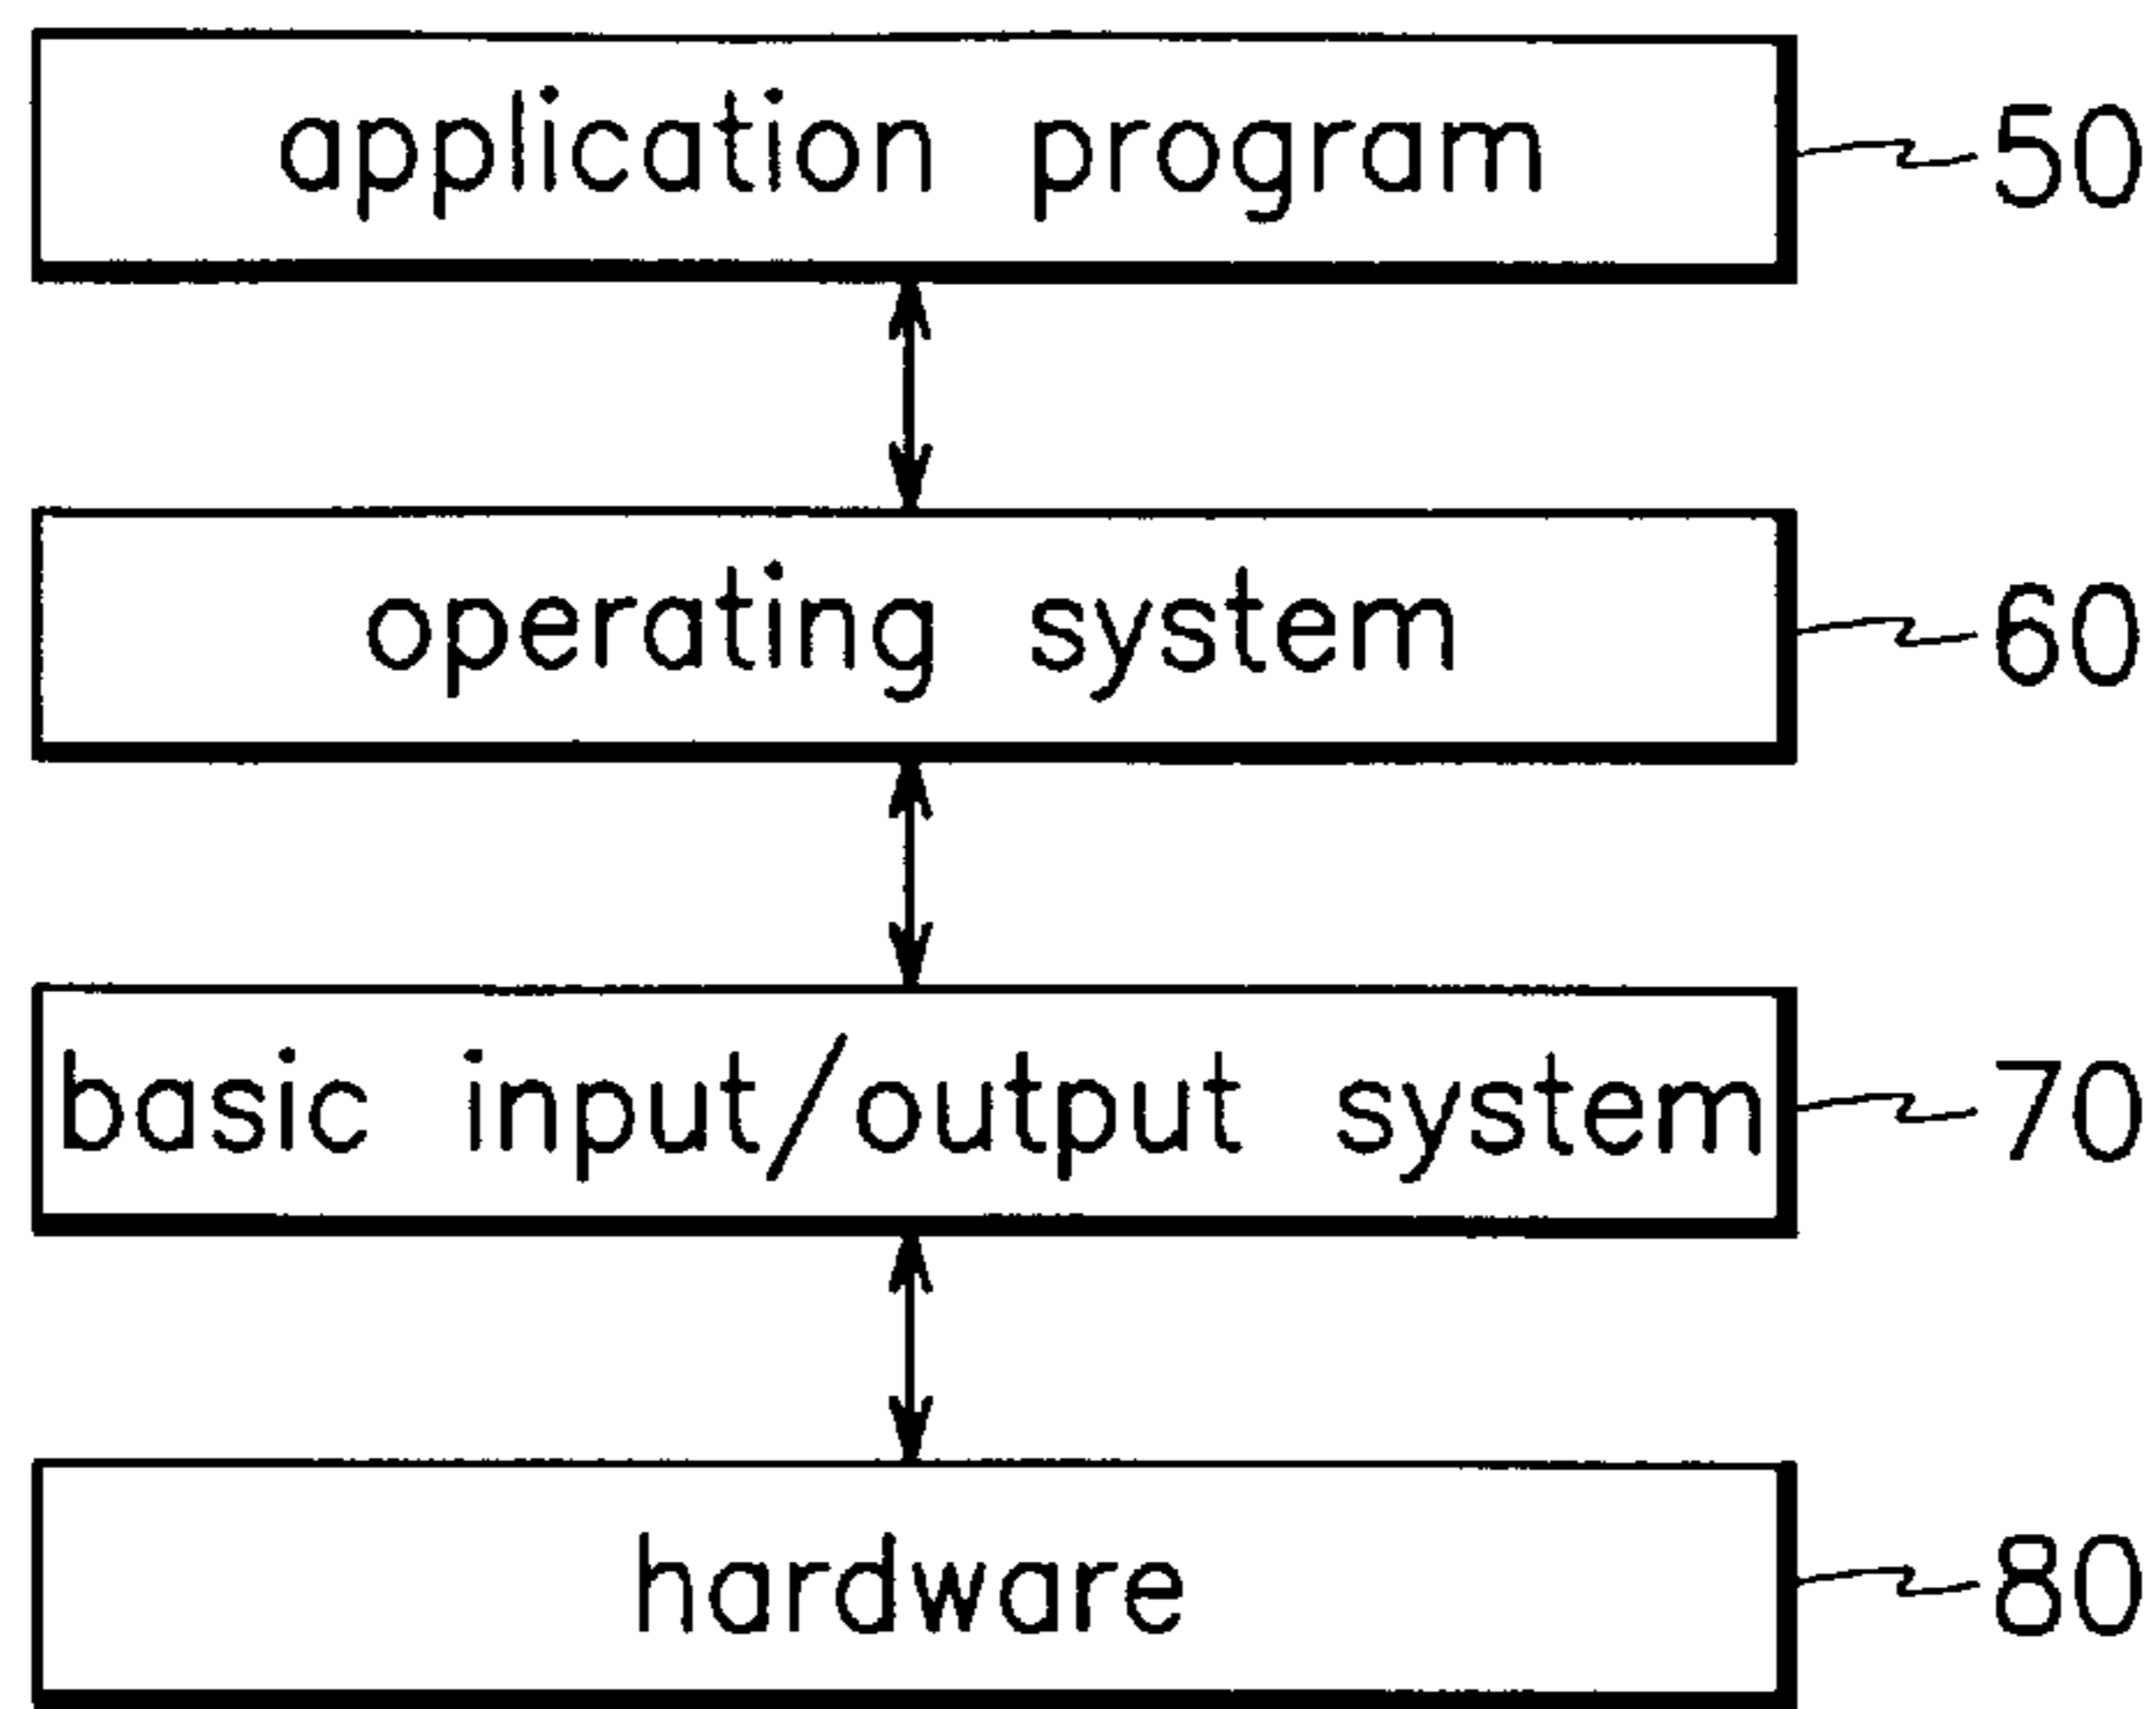 application program 50
operating system 60
basic input/output system 70
hardware 80